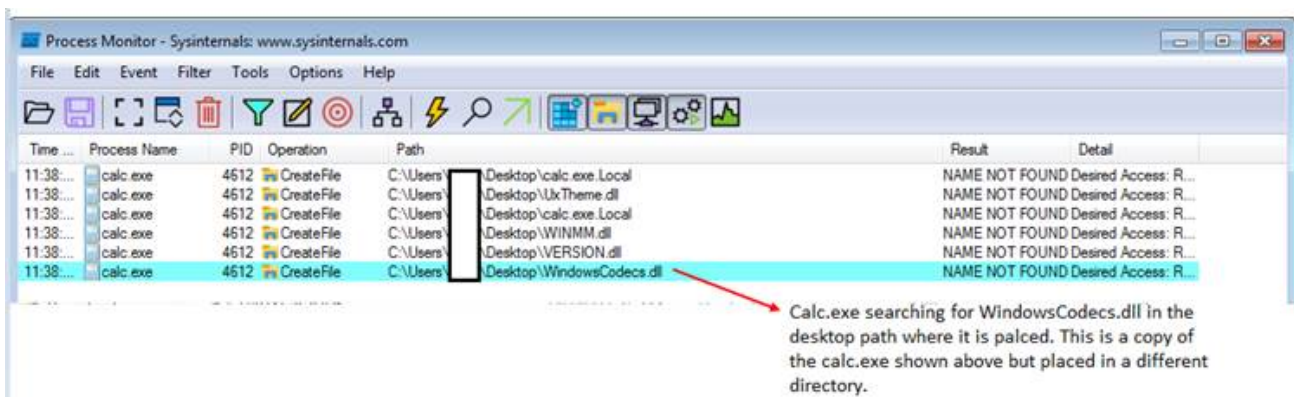 Process Monitor - Sysinternals: www.sysinternals.com
File Edit Event Filter Tools Options Help
Time ... Process Name PID Operation Path Result Detail
11:38:... calc.exe 4612 CreateFile C:\Users\ \Desktop\calc.exe.Local NAME NOT FOUND Desired Access: R...
11:38:... calc.exe 4612 CreateFile C:\Users\ \Desktop\UxTheme.dll NAME NOT FOUND Desired Access: R...
11:38:... calc.exe 4612 CreateFile C:\Users\ \Desktop\calc.exe.Local NAME NOT FOUND Desired Access: R...
11:38:... calc.exe 4612 CreateFile C:\Users\ \Desktop\WINMM.dll NAME NOT FOUND Desired Access: R...
11:38:... calc.exe 4612 CreateFile C:\Users\ \Desktop\VERSION.dll NAME NOT FOUND Desired Access: R...
11:38:... calc.exe 4612 CreateFile C:\Users\ \Desktop\WindowsCodecs.dll NAME NOT FOUND Desired Access: R...
Calc.exe searching for WindowsCodecs.dll in the
desktop path where it is palced. This is a copy of
the calc.exe shown above but placed in a different
directory.